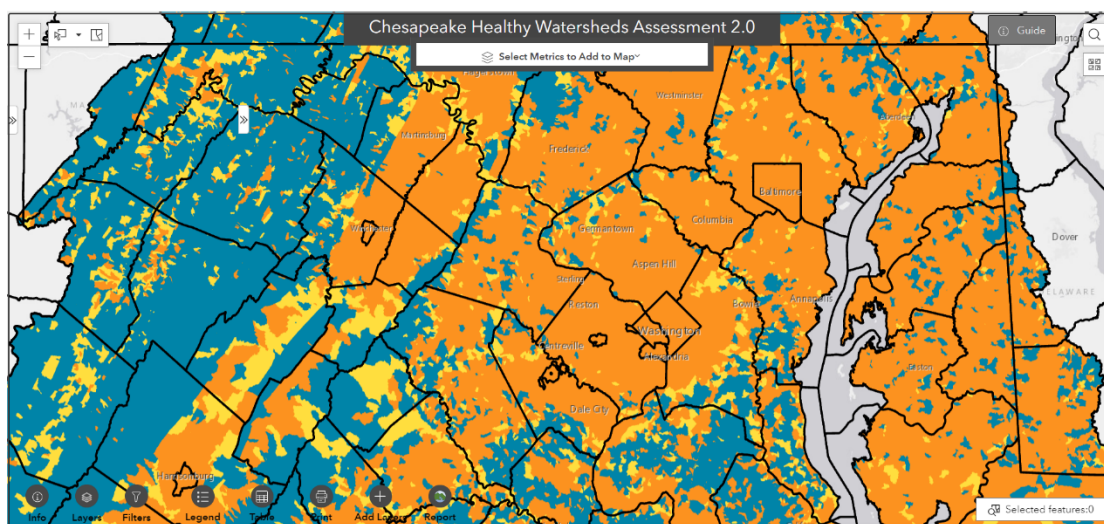 Chesapeake Healthy Watersheds Assessment 2.0
Guide
Select Metrics to Add to Map
Hagerstown
Westminster
Martinsburg
Aberdeen
Frederick
Baltimore
Winchester
Germantown
Columbia
Dover
Aspen Hill
Sterling
Reston
Bowie
Annapolis
DELAWARE
Washington
Centreville
Alexandria
Easton
Dale City
Harrisonburg
Info
Layers
Filters
Legend
Table
Print
Add Layers
Report
Selected features:0